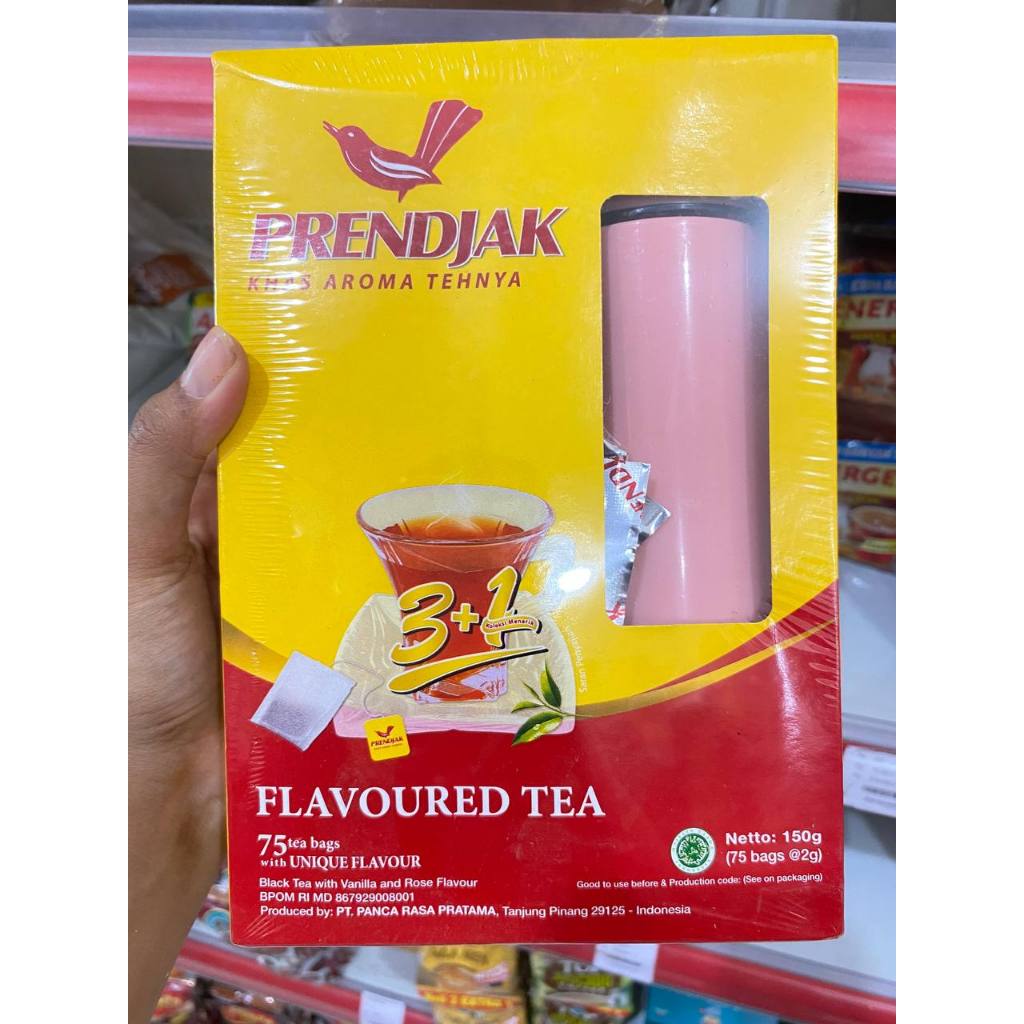 PRENDJAK
KHAS AROMA TEHNYA
3+1
Koleksi Menarik
PRENDJAK
FLAVOURED TEA
75 tea bags
with UNIQUE FLAVOUR
Black Tea with Vanilla and Rose Flavour
BPOM RI MD 867929008001
Produced by: PT. PANCA RASA PRATAMA, Tanjung Pinang 29125 - Indonesia
Netto: 150g
(75 bags @2g)
Good to use before & Production code: (See on packaging)